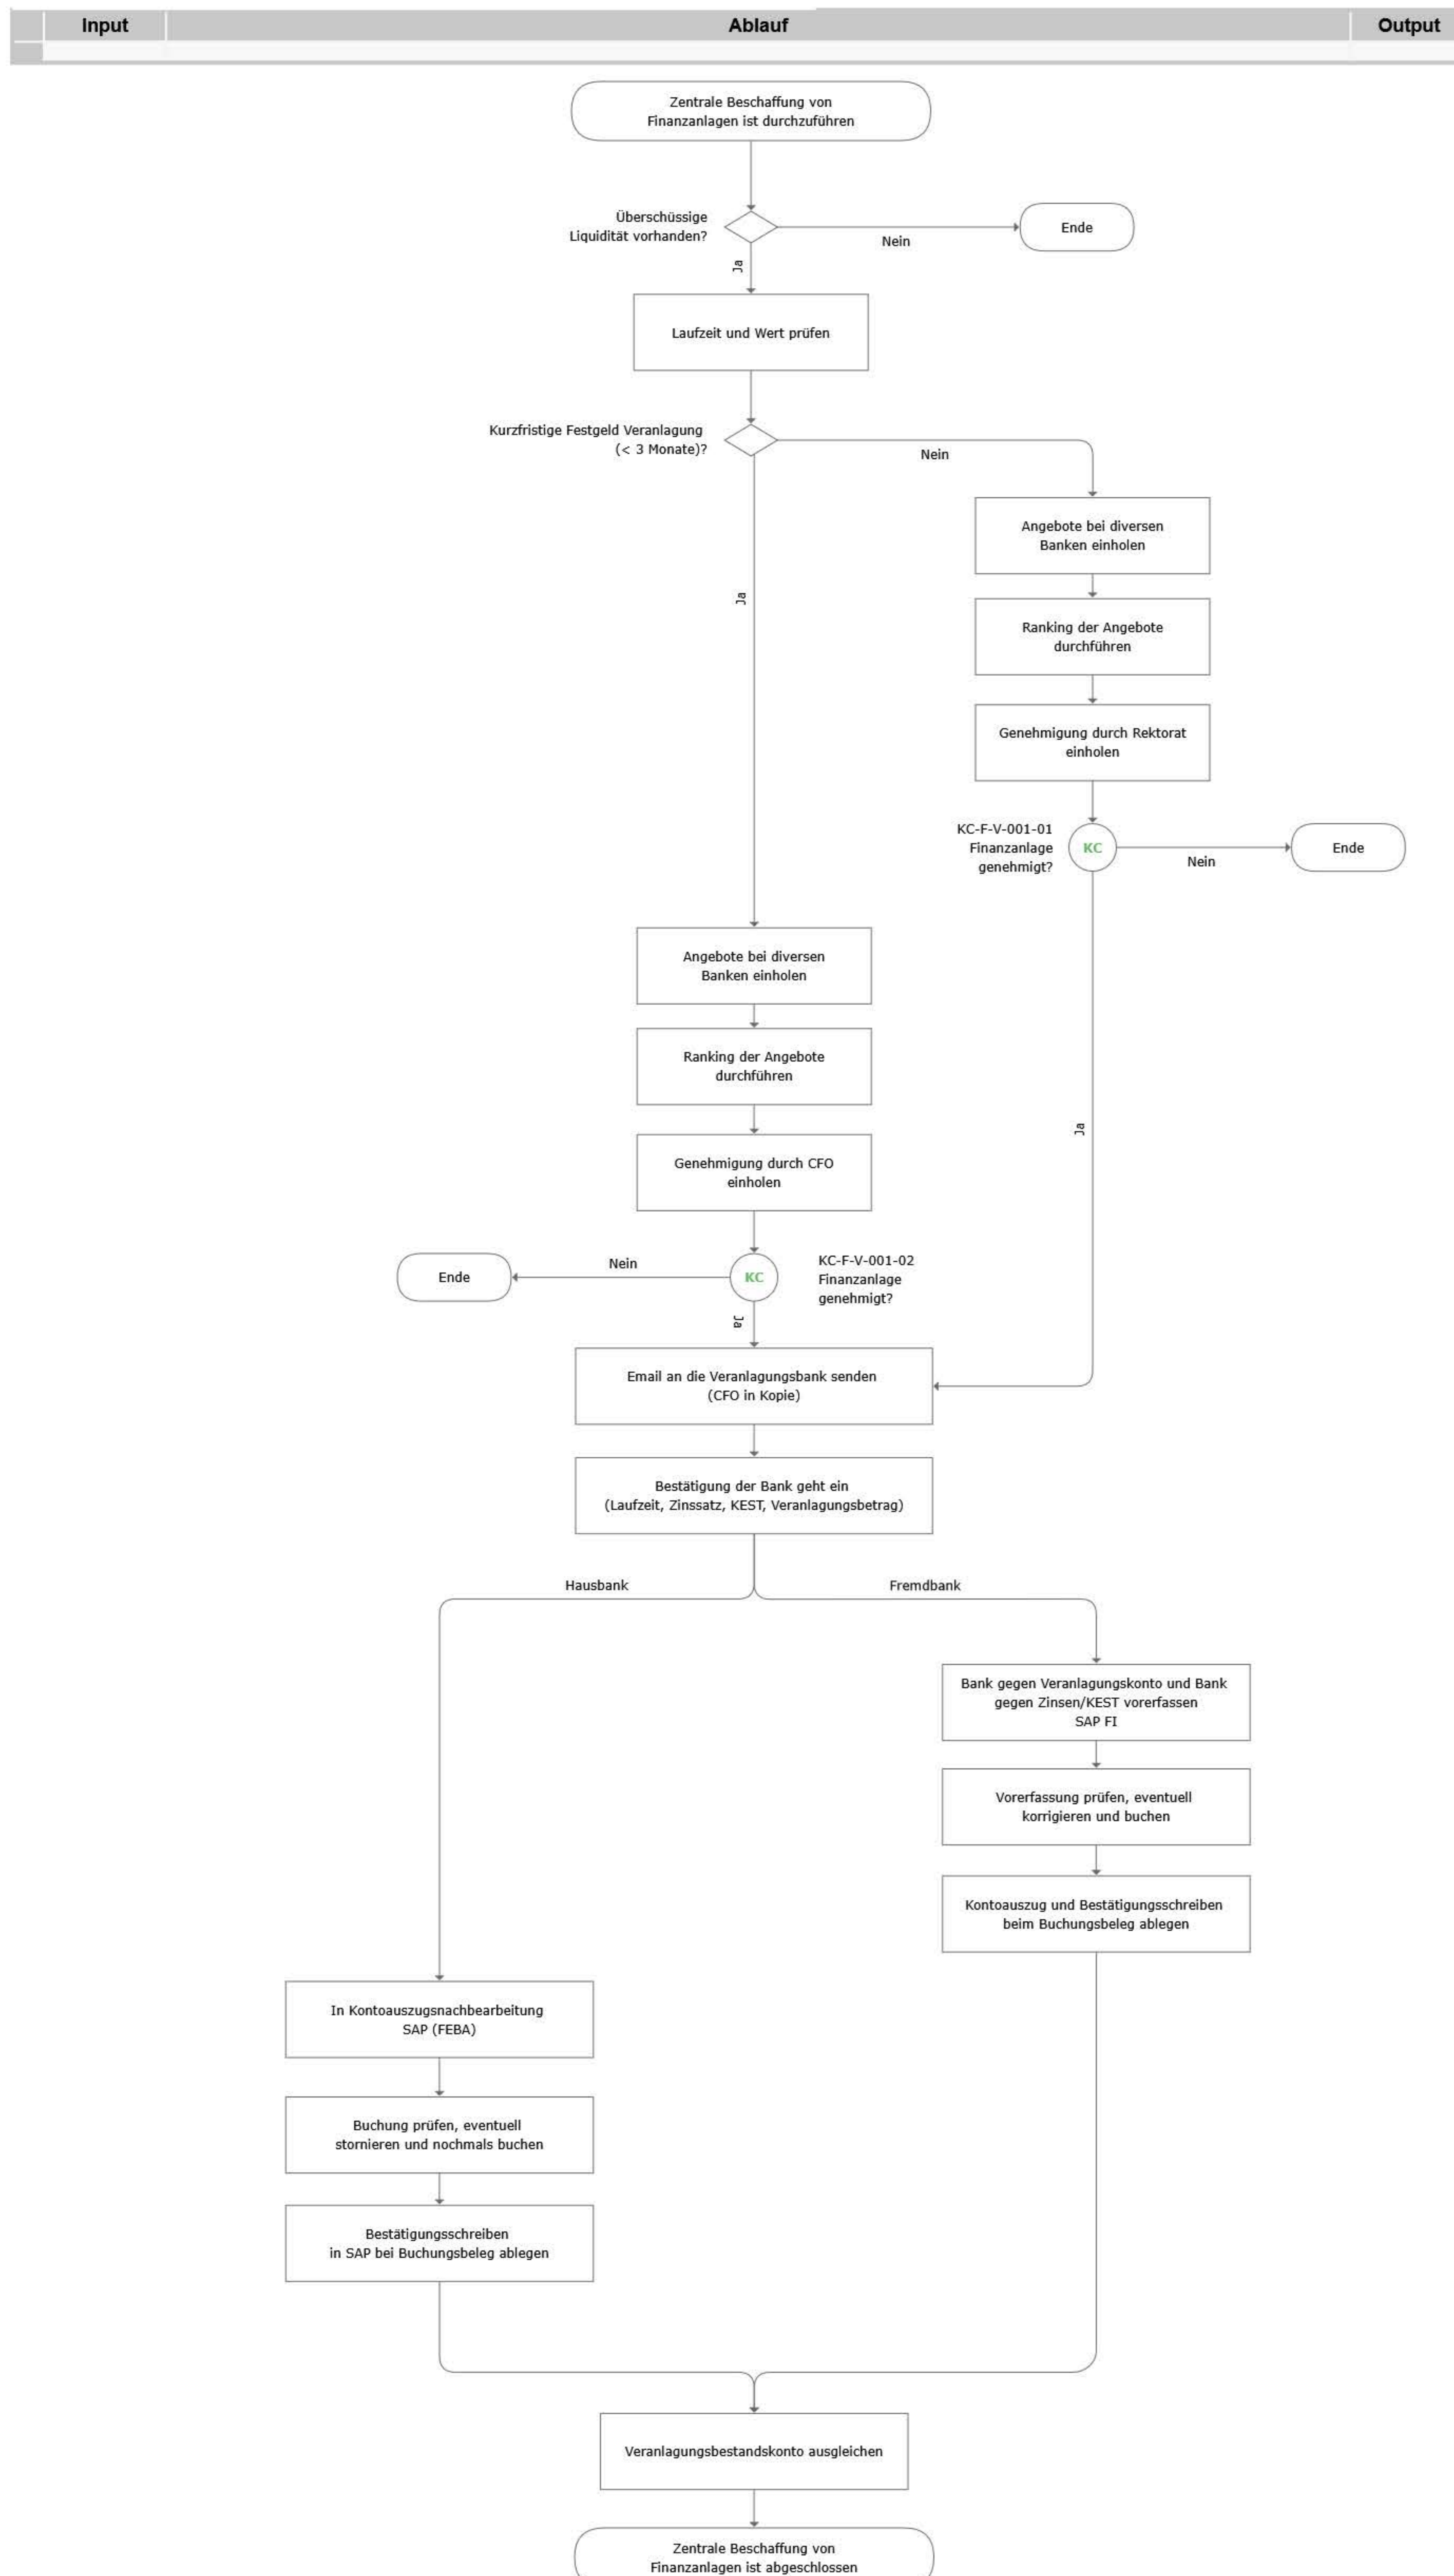 Input
Ablauf
Output
Zentrale Beschaffung von
Finanzanlagen ist durchzuführen
Überschüssige
Liquidität vorhanden?
Nein
Ende
Ja
Laufzeit und Wert prüfen
Kurzfristige Festgeld Veranlagung
(< 3 Monate)?
Nein
Angebote bei diversen
Banken einholen
Ja
Ranking der Angebote
durchführen
Genehmigung durch Rektorat
einholen
KC-F-V-001-01
Finanzanlage
genehmigt?
KC
Nein
Ende
Angebote bei diversen
Banken einholen
Ranking der Angebote
durchführen
Ja
Genehmigung durch CFO
einholen
Ende
Nein
KC
KC-F-V-001-02
Finanzanlage
genehmigt?
Ja
Email an die Veranlagungsbank senden
(CFO in Kopie)
Bestätigung der Bank geht ein
(Laufzeit, Zinssatz, KEST, Veranlagungsbetrag)
Hausbank
Fremdbank
Bank gegen Veranlagungskonto und Bank
gegen Zinsen/KEST vorerfassen
SAP FI
Vorerfassung prüfen, eventuell
korrigieren und buchen
Kontoauszug und Bestätigungsschreiben
beim Buchungsbeleg ablegen
In Kontoauszugsnachbearbeitung
SAP (FEBA)
Buchung prüfen, eventuell
stornieren und nochmals buchen
Bestätigungsschreiben
in SAP bei Buchungsbeleg ablegen
Veranlagungsbestandskonto ausgleichen
Zentrale Beschaffung von
Finanzanlagen ist abgeschlossen